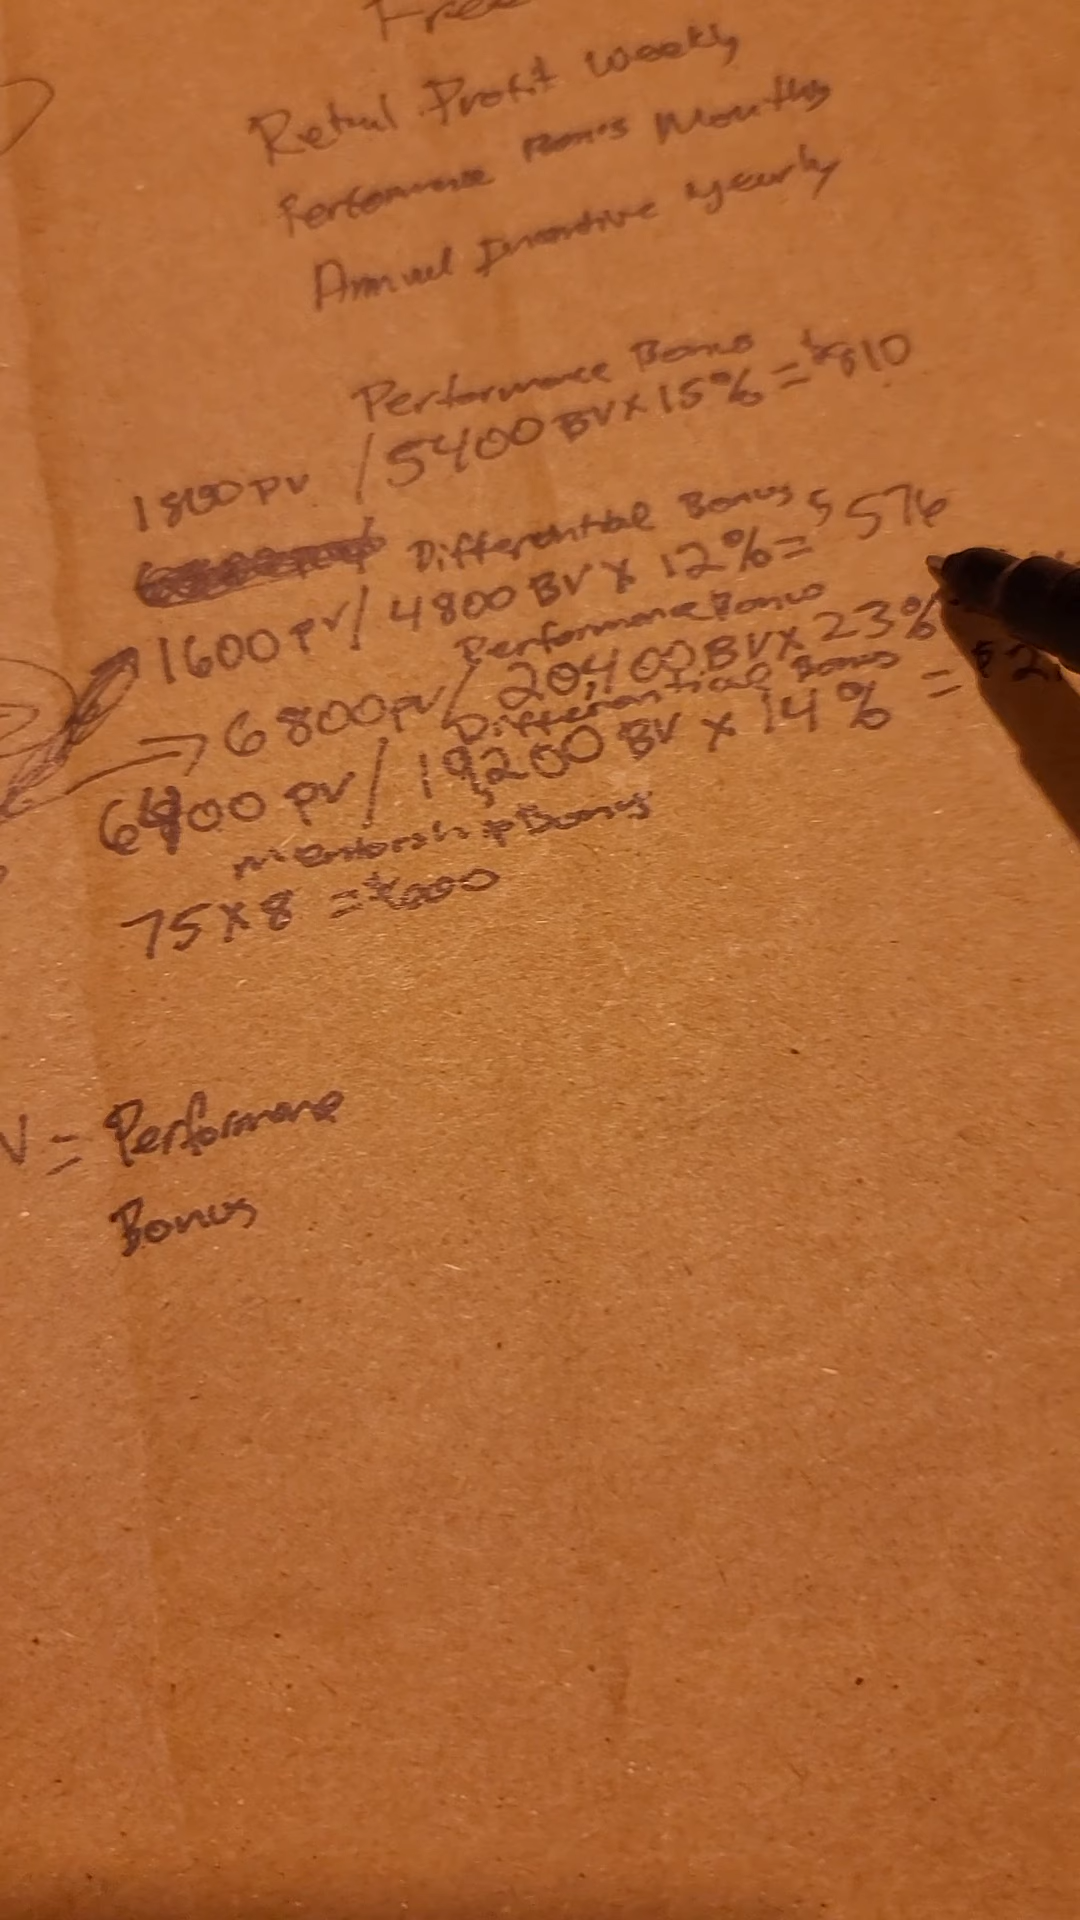 Free
Retail Profit Weekly
Performance Bonus Monthly
Annual Incentive yearly
Performance Bonus
1800 PV / 5400 BV x 15% = $810
Differential Bonus
1600 PV / 4800 BV x 12% = $ 576
Performance Bonus
6800 PV / 20,400 BV x 23%
Differential Bonus
6400 PV / 19,200 BV x 14% = $2
Mentorship Bonus
75 x 8 = $600
V = Performance
Bonus